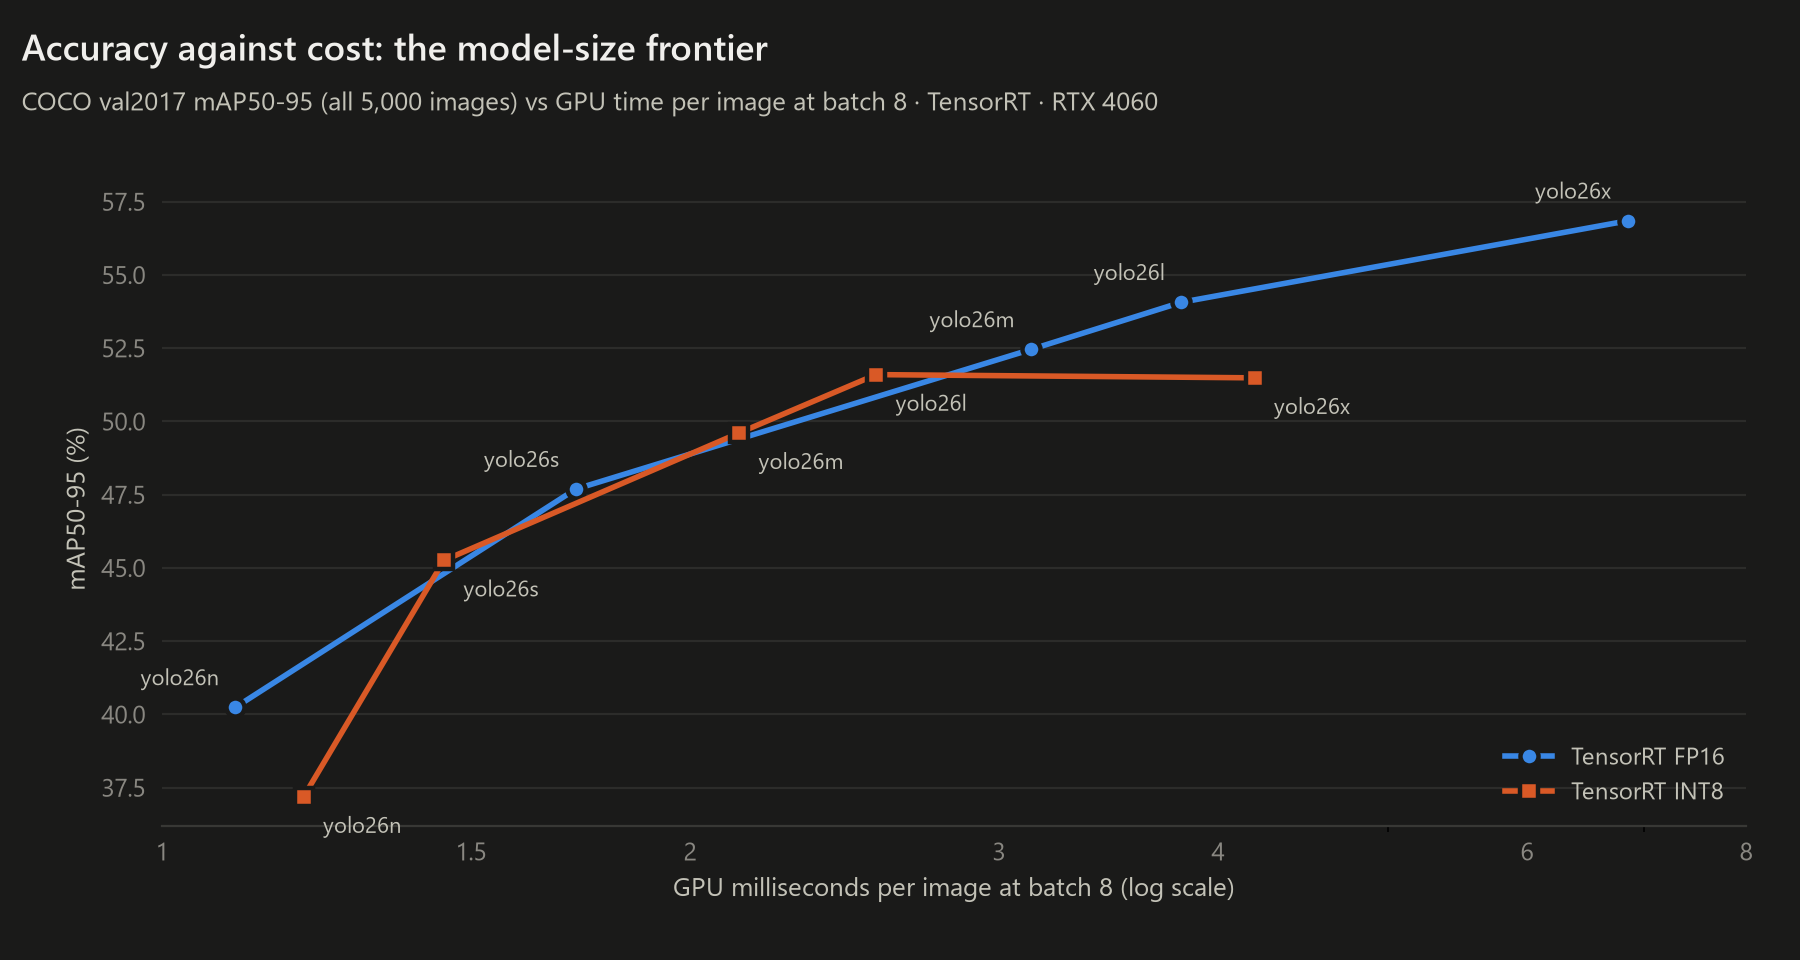 Accuracy against cost: the model-size frontier
COCO val2017 mAP50-95 (all 5,000 images) vs GPU time per image at batch 8 · TensorRT · RTX 4060
mAP50-95 (%)
57.5
55.0
52.5
50.0
47.5
45.0
42.5
40.0
37.5
yolo26x
yolo26l
yolo26m
yolo26s
yolo26n
yolo26l
yolo26x
yolo26m
yolo26s
yolo26n
TensorRT FP16
TensorRT INT8
1
1.5
2
3
4
6
8
GPU milliseconds per image at batch 8 (log scale)